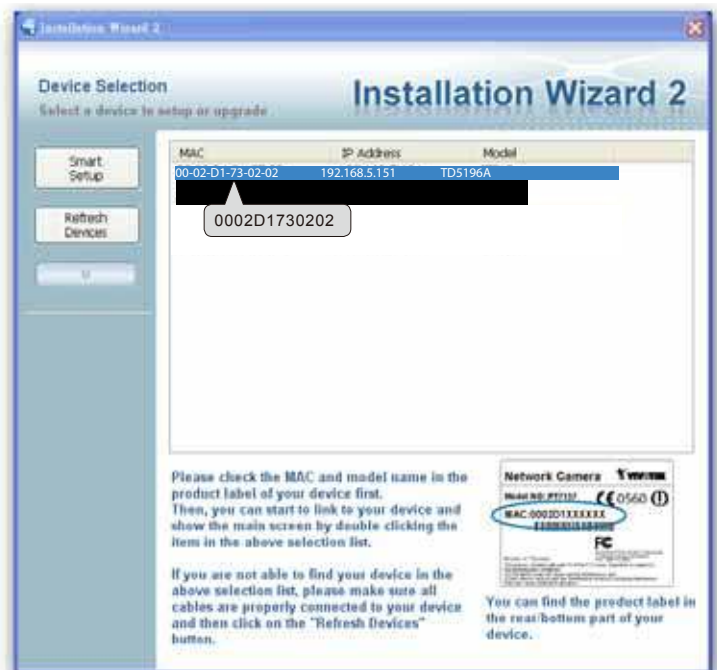 Installation Wizard 2
Device Selection
Select a device to setup or upgrade
Installation Wizard 2
Smart
Setup
Refresh
Devices
MAC IP Address Model
00-02-D1-73-02-02 192.168.5.151 TD5196A
0002D1730202
Please check the MAC and model name in the
product label of your device first.
Then, you can start to link to your device and
show the main screen by double clicking the
item in the above selection list.
If you are not able to find your device in the
above selection list, please make sure all
cables are properly connected to your device
and then click on the "Refresh Devices"
button.
Network Camera
CE 0560
MAC:0002D1XXXXXX
FC
You can find the product label in
the rear/bottom part of your
device.